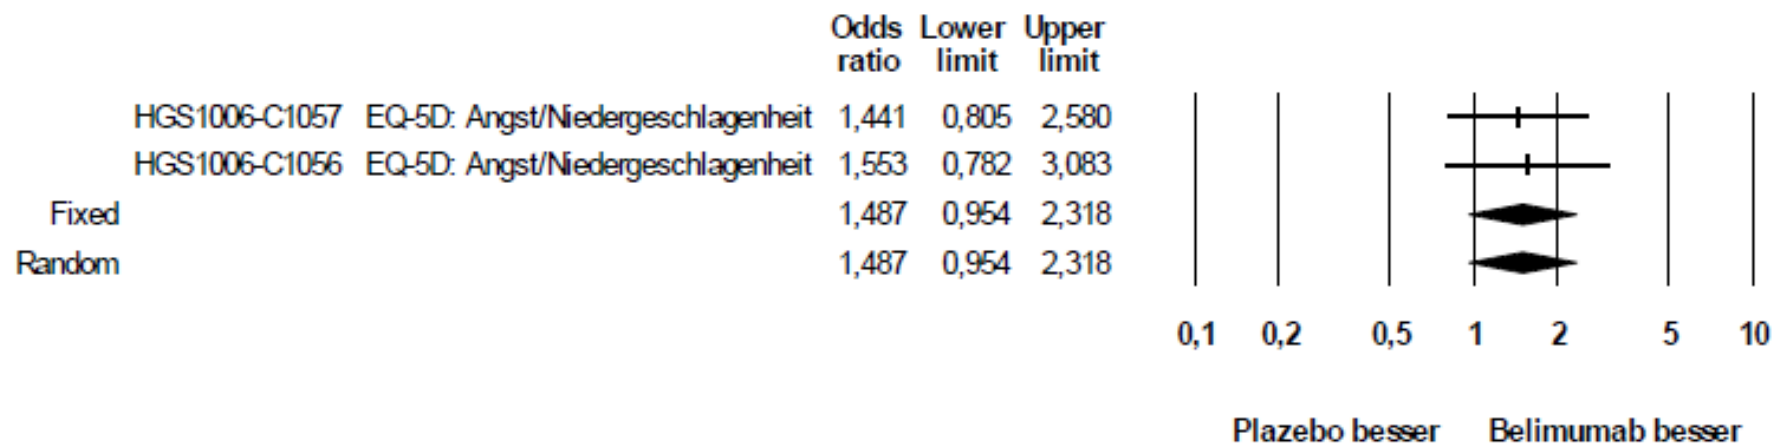 Odds Lower Upper
ratio limit limit
HGS1006-C1057 EQ-5D: Angst/Niedergeschlagenheit 1,441 0,805 2,580
HGS1006-C1056 EQ-5D: Angst/Niedergeschlagenheit 1,553 0,782 3,083
Fixed 1,487 0,954 2,318
Random 1,487 0,954 2,318
0,1 0,2 0,5 1 2 5 10
Plazebo besser Belimumab besser